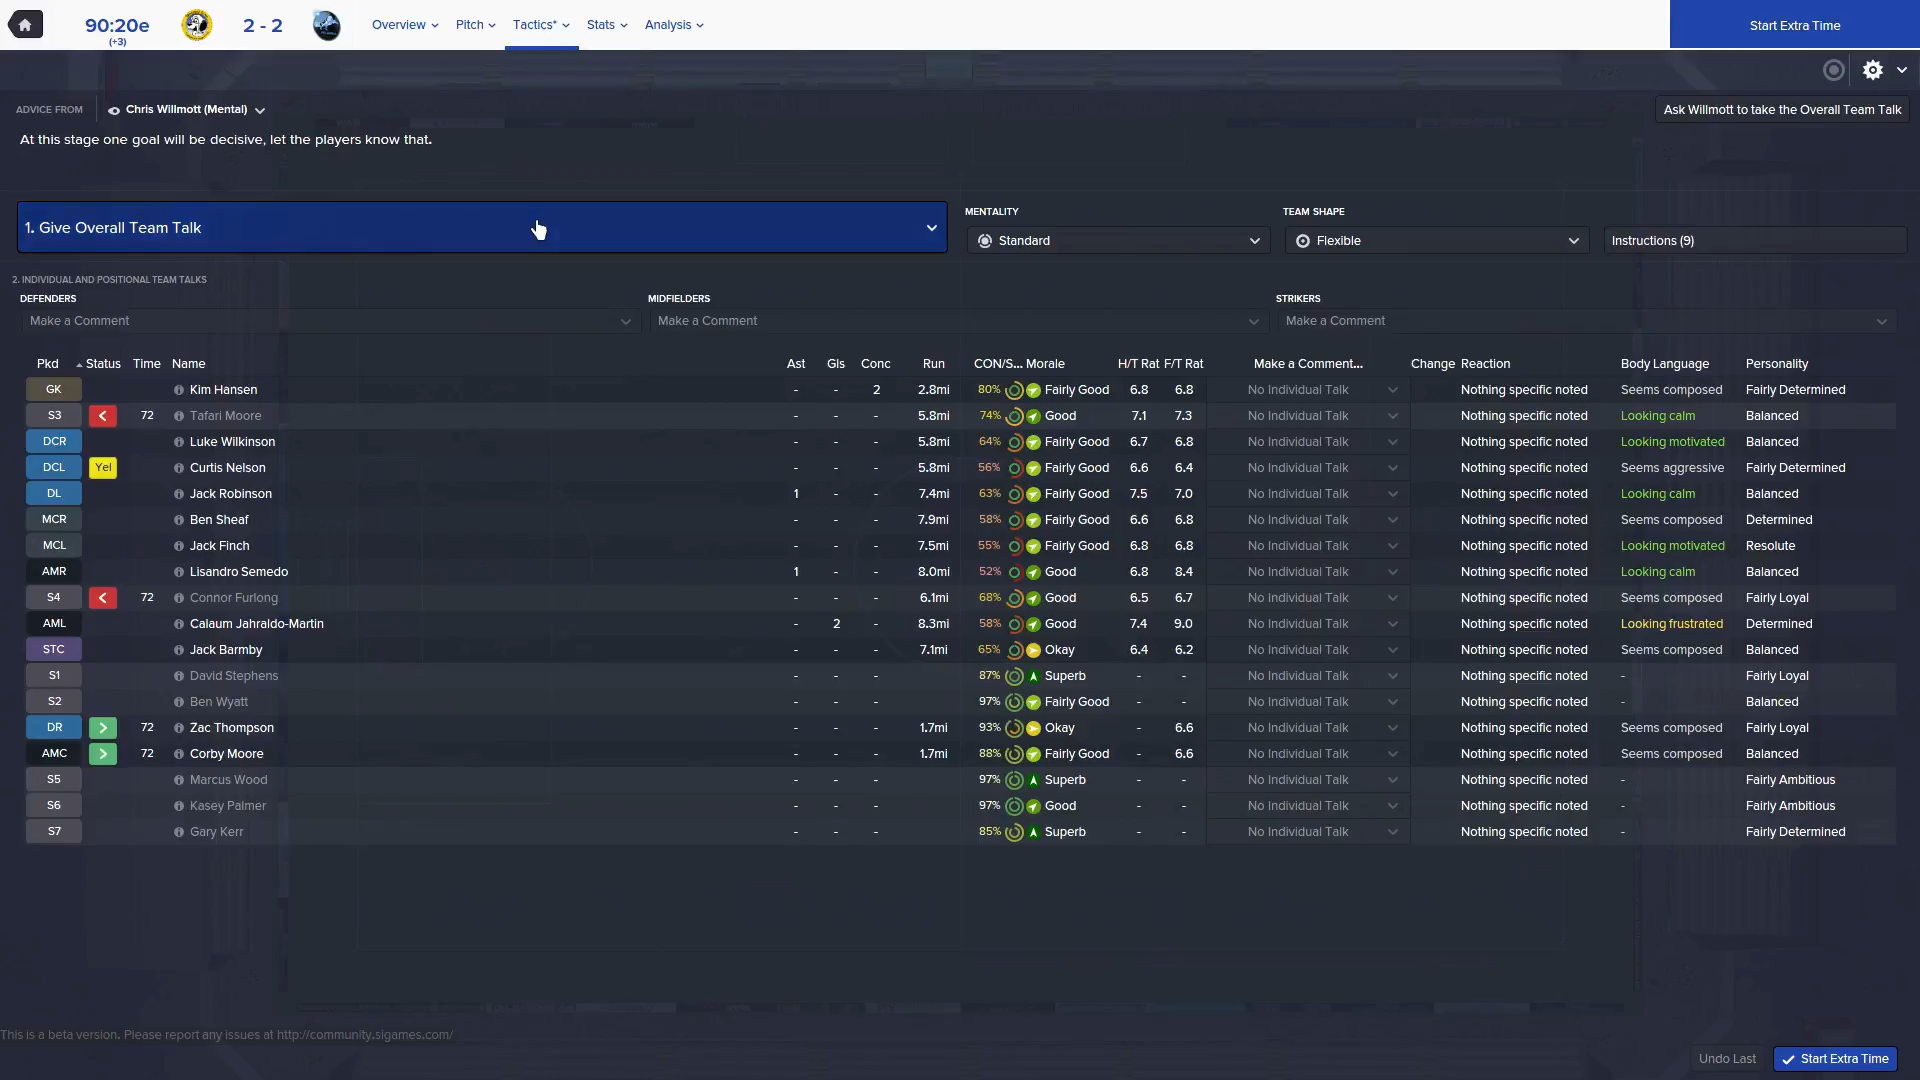 90:20e
(+3)
2 - 2
Overview
Pitch
Tactics*
Stats
Analysis
Start Extra Time
ADVICE FROM
Chris Willmott (Mental)
Ask Willmott to take the Overall Team Talk
At this stage one goal will be decisive, let the players know that.
1. Give Overall Team Talk
MENTALITY
Standard
TEAM SHAPE
Flexible
Instructions (9)
2. INDIVIDUAL AND POSITIONAL TEAM TALKS
DEFENDERS MIDFIELDERS STRIKERS
Make a Comment Make a Comment Make a Comment
Pkd Status Time Name Ast Gls Conc Run CON/S... Morale H/T Rat F/T Rat Make a Comment... Change Reaction Body Language Personality
GK Kim Hansen - - 2 2.8mi 80% Fairly Good 6.8 6.8 No Individual Talk Nothing specific noted Seems composed Fairly Determined
S3 72 Tafari Moore - - - 5.8mi 74% Good 7.1 7.3 No Individual Talk Nothing specific noted Looking calm Balanced
DCR Luke Wilkinson - - - 5.8mi 64% Fairly Good 6.7 6.8 No Individual Talk Nothing specific noted Looking motivated Balanced
DCL Yel Curtis Nelson - - - 5.8mi 56% Fairly Good 6.6 6.4 No Individual Talk Nothing specific noted Seems aggressive Fairly Determined
DL Jack Robinson 1 - - 7.4mi 63% Fairly Good 7.5 7.0 No Individual Talk Nothing specific noted Looking calm Balanced
MCR Ben Sheaf - - - 7.9mi 58% Fairly Good 6.6 6.8 No Individual Talk Nothing specific noted Seems composed Determined
MCL Jack Finch - - - 7.5mi 55% Fairly Good 6.8 6.8 No Individual Talk Nothing specific noted Looking motivated Resolute
AMR Lisandro Semedo 1 - - 8.0mi 52% Good 6.8 8.4 No Individual Talk Nothing specific noted Looking calm Balanced
S4 72 Connor Furlong - - - 6.1mi 68% Good 6.5 6.7 No Individual Talk Nothing specific noted Seems composed Fairly Loyal
AML Calaum Jahraldo-Martin - 2 - 8.3mi 58% Good 7.4 9.0 No Individual Talk Nothing specific noted Looking frustrated Determined
STC Jack Barmby - - - 7.1mi 65% Okay 6.4 6.2 No Individual Talk Nothing specific noted Seems composed Balanced
S1 David Stephens - - - 87% Superb - - No Individual Talk Nothing specific noted - Fairly Loyal
S2 Ben Wyatt - - - 97% Fairly Good - - No Individual Talk Nothing specific noted - Balanced
DR 72 Zac Thompson - - - 1.7mi 93% Okay - 6.6 No Individual Talk Nothing specific noted Seems composed Fairly Loyal
AMC 72 Corby Moore - - - 1.7mi 88% Fairly Good - 6.6 No Individual Talk Nothing specific noted Seems composed Balanced
S5 Marcus Wood - - - 97% Superb - - No Individual Talk Nothing specific noted - Fairly Ambitious
S6 Kasey Palmer - - - 97% Good - - No Individual Talk Nothing specific noted - Fairly Ambitious
S7 Gary Kerr - - - 85% Superb - - No Individual Talk Nothing specific noted - Fairly Determined
This is a beta version. Please report any issues at http://community.sigames.com/
Undo Last
Start Extra Time